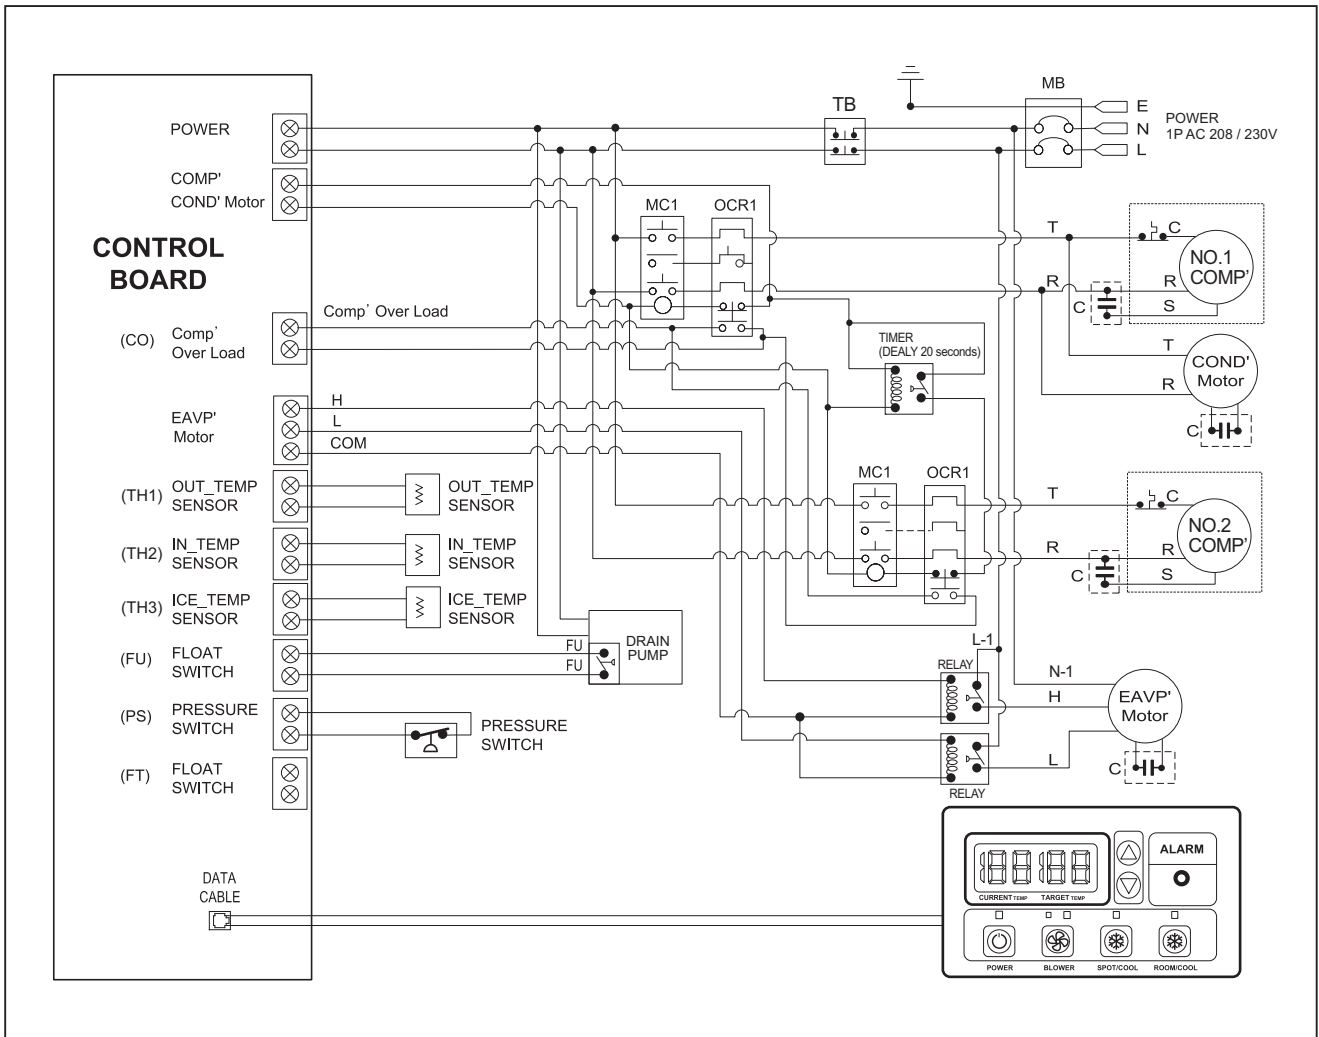 MB
E
TB
POWER
N
POWER
1P AC 208 / 230V
L
COMP'
COND' Motor
MC1
OCR1
CONTROL
BOARD
T
C
NO.1
COMP'
R
R
C
S
Comp' Over Load
(CO)
Comp'
Over Load
TIMER
(DEALY 20 seconds)
T
COND'
Motor
R
C
EAVP'
Motor
H
L
COM
MC1
OCR1
(TH1)
OUT_TEMP
SENSOR
OUT_TEMP
SENSOR
T
C
NO.2
COMP'
(TH2)
IN_TEMP
SENSOR
IN_TEMP
SENSOR
R
R
C
S
(TH3)
ICE_TEMP
SENSOR
ICE_TEMP
SENSOR
(FU)
FLOAT
SWITCH
FU
FU
DRAIN
PUMP
L-1
RELAY
N-1
H
EAVP'
Motor
(PS)
PRESSURE
SWITCH
PRESSURE
SWITCH
L
C
(FT)
FLOAT
SWITCH
RELAY
DATA
CABLE
ALARM
CURRENT TEMP
TARGET TEMP
POWER
BLOWER
SPOT/COOL
ROOM/COOL